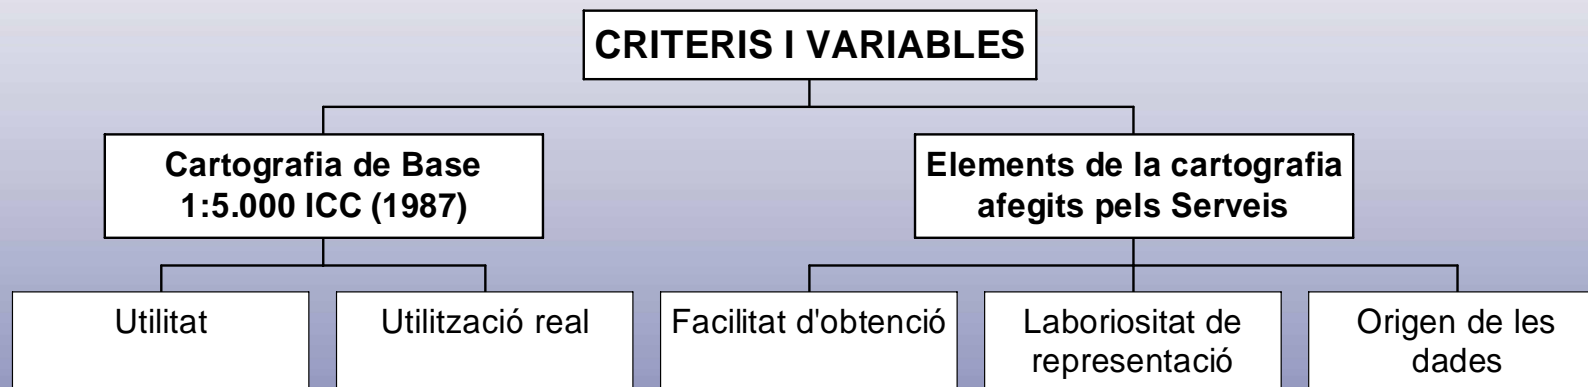 CRITERIS I VARIABLES
Cartografia de Base
1:5.000 ICC (1987)
Elements de la cartografia
afegits pels Serveis
Utilitat
Utilització real
Facilitat d'obtenció
Laboriositat de
representació
Origen de les
dades